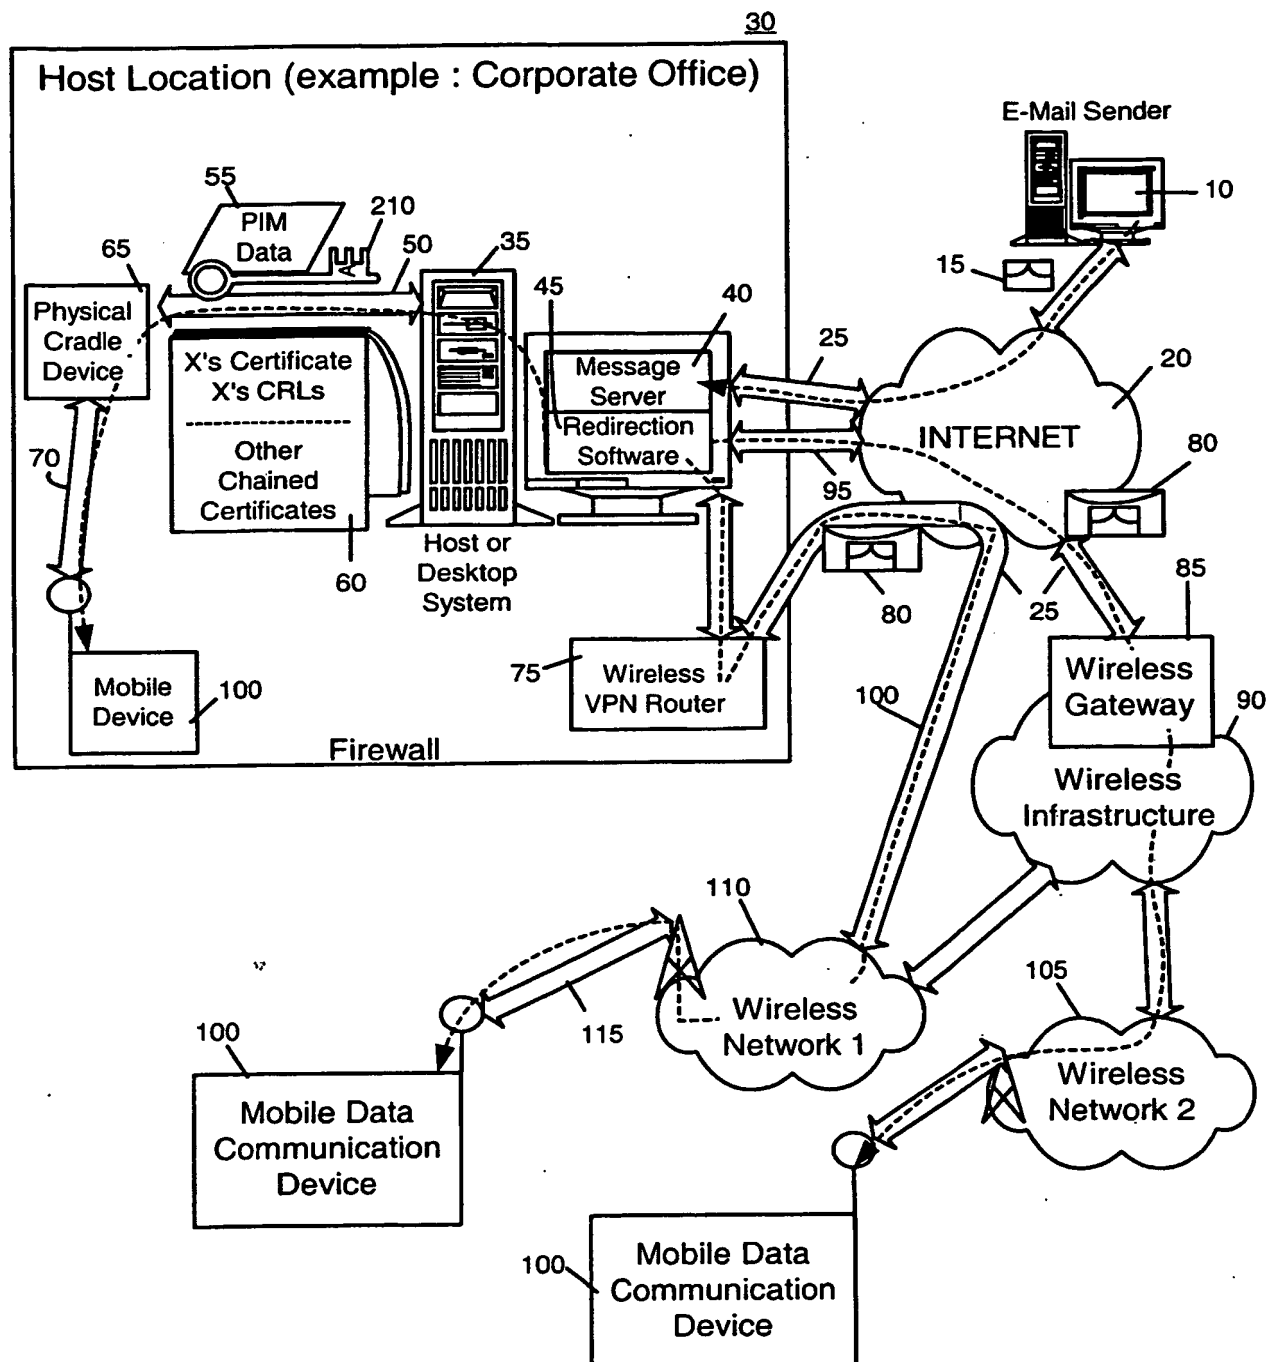 30
Host Location (example : Corporate Office)
E-Mail Sender
10
15
55
PIM
Data
210
50
35
65
45
40
Physical
Cradle
Device
X's Certificate
X's CRLs
Other
Chained
Certificates
60
70
Message
Server
Redirection
Software
25
20
INTERNET
95
80
Host or
Desktop
System
80
25
85
75
Wireless
VPN Router
Mobile
Device
100
Firewall
100
Wireless
Gateway
90
Wireless
Infrastructure
110
105
Wireless
Network 1
115
100
Wireless
Network 2
Mobile Data
Communication
Device
100
Mobile Data
Communication
Device